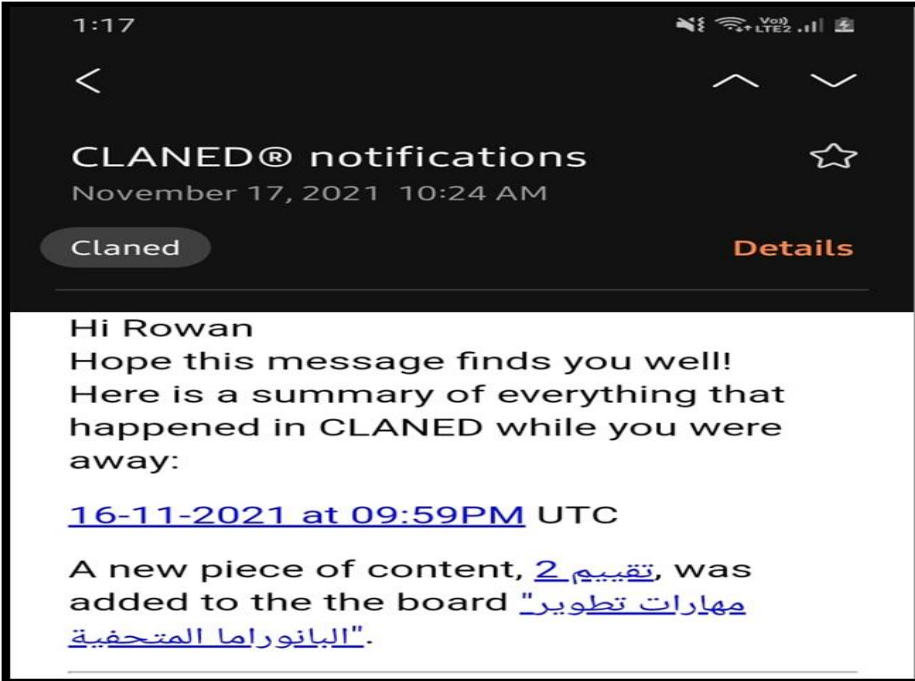 1:17
Vo)) LTE2
CLANED® notifications
November 17, 2021 10:24 AM
Claned
Details
Hi Rowan
Hope this message finds you well!
Here is a summary of everything that
happened in CLANED while you were
away:
16-11-2021 at 09:59PM UTC
A new piece of content, تقييم 2, was
added to the the board "مهارات تطوير
البانوراما المتحفية".